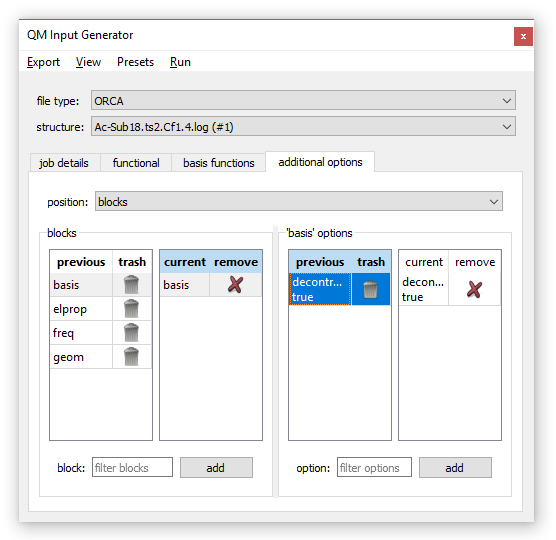 QM Input Generator
x
Export View Presets Run
file type: ORCA
structure: Ac-Sub18.ts2.Cf1.4.log (#1)
job details functional basis functions additional options
position: blocks
blocks
previous trash
basis
elprop
freq
geom
current remove
basis
block: filter blocks add
'basis' options
previous trash
decontr...
true
current remove
decon...
true
option: filter options add